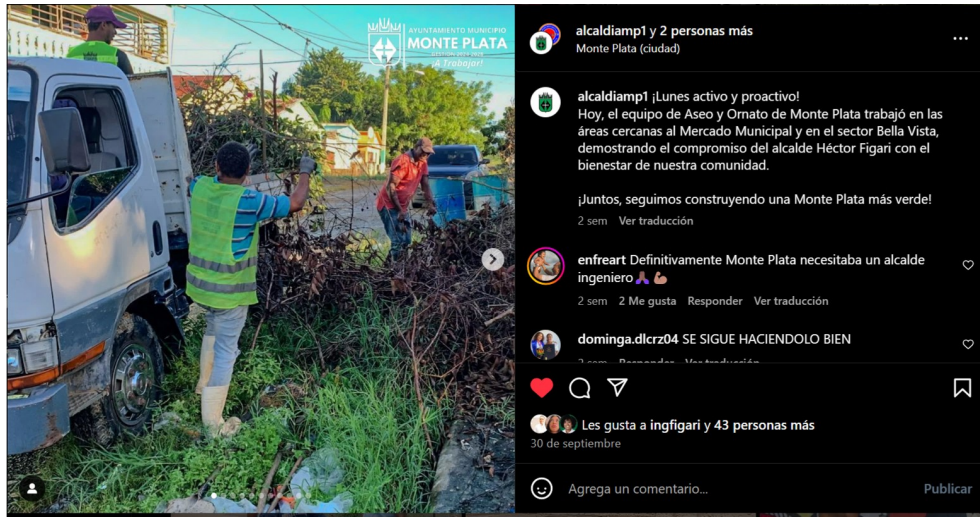 AYUNTAMIENTO MUNICIPIO
MONTE PLATA
¡A Trabajar!
alcaldiamp1 y 2 personas más
Monte Plata (ciudad)
alcaldiamp1 ¡Lunes activo y proactivo!
Hoy, el equipo de Aseo y Ornato de Monte Plata trabajó en las
áreas cercanas al Mercado Municipal y en el sector Bella Vista,
demostrando el compromiso del alcalde Héctor Figari con el
bienestar de nuestra comunidad.
¡Juntos, seguimos construyendo una Monte Plata más verde!
2 sem Ver traducción
enfreart Definitivamente Monte Plata necesitaba un alcalde
ingeniero
2 sem 2 Me gusta Responder Ver traducción
dominga.dlcrz04 SE SIGUE HACIENDOLO BIEN
2 sem Responder Ver traducción
Les gusta a ingfigari y 43 personas más
30 de septiembre
Agrega un comentario...
Publicar